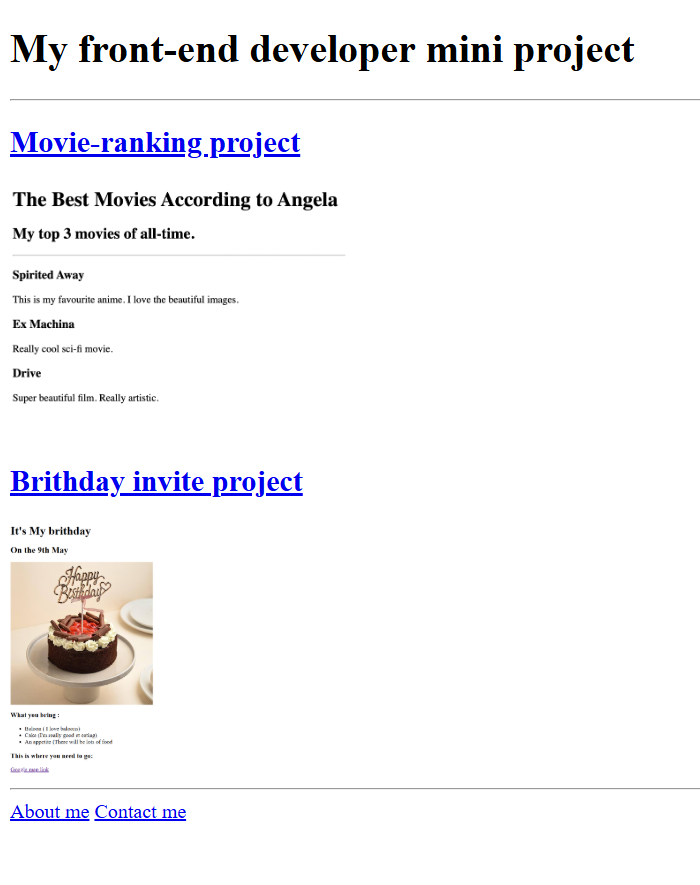 My front-end developer mini project
Movie-ranking project
The Best Movies According to Angela
My top 3 movies of all-time.
Spirited Away
This is my favourite anime. I love the beautiful images.
Ex Machina
Really cool sci-fi movie.
Drive
Super beautiful film. Really artistic.
Brithday invite project
It's My brithday
On the 9th May
Happy
Birthday
What you bring :
Baloon ( I love baloons)
Cake (I'm really good at eating)
An appetite (There will be lots of food
This is where you need to go:
Google map link
About me Contact me